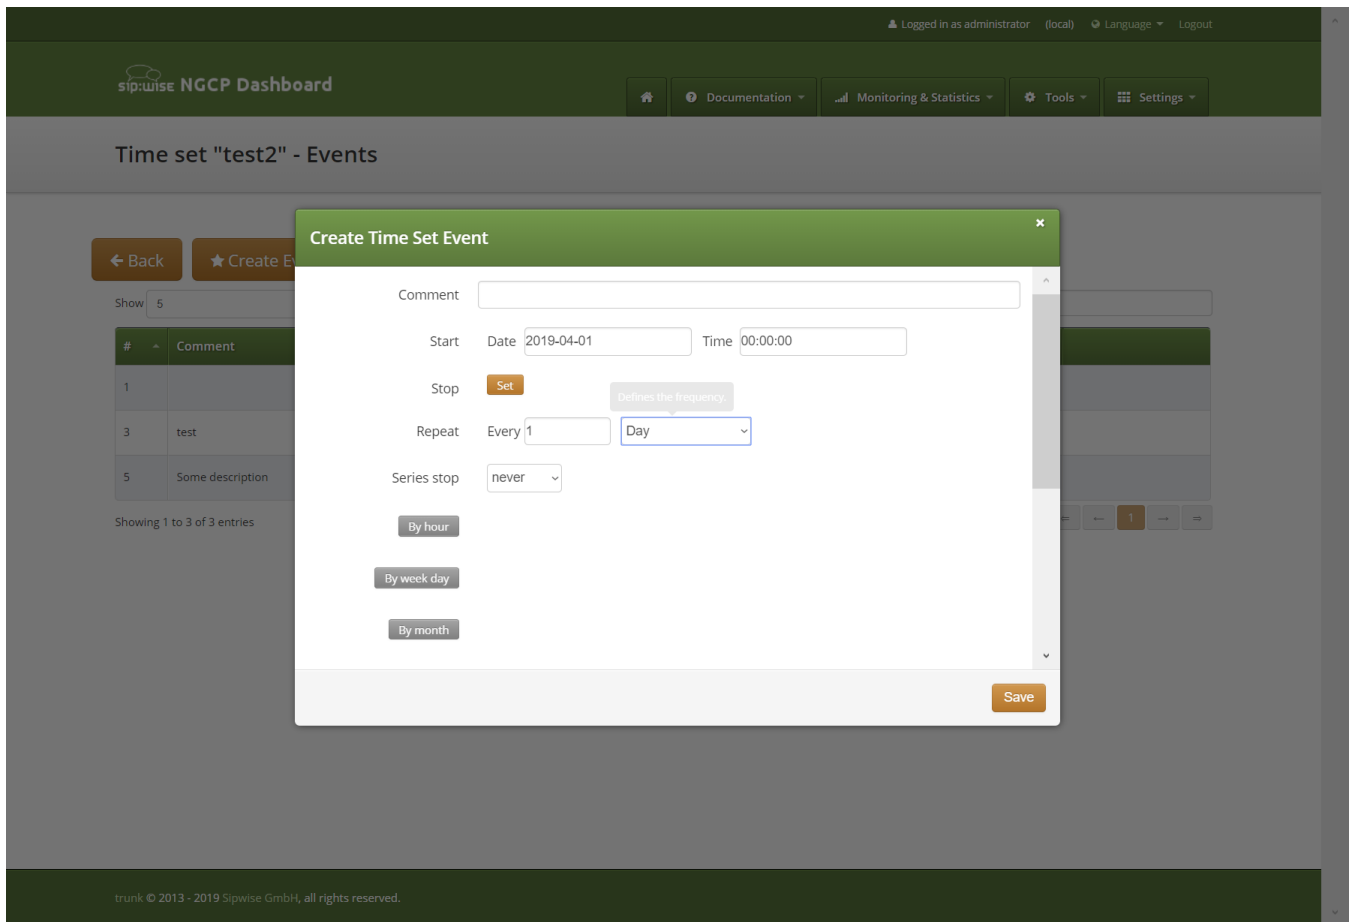 Logged in as administrator (local) Language Logout
sip:wise NGCP Dashboard
Documentation Monitoring & Statistics Tools Settings
Time set "test2" - Events
Create Time Set Event ×
Back Create E
Comment
Show 5
Start Date 2019-04-01 Time 00:00:00
# Comment
Stop Set
Defines the frequency.
1
Repeat Every 1 Day
3 test
Series stop never
5 Some description
Showing 1 to 3 of 3 entries
1
By hour
By week day
By month
Save
trunk © 2013 - 2019 Sipwise GmbH, all rights reserved.